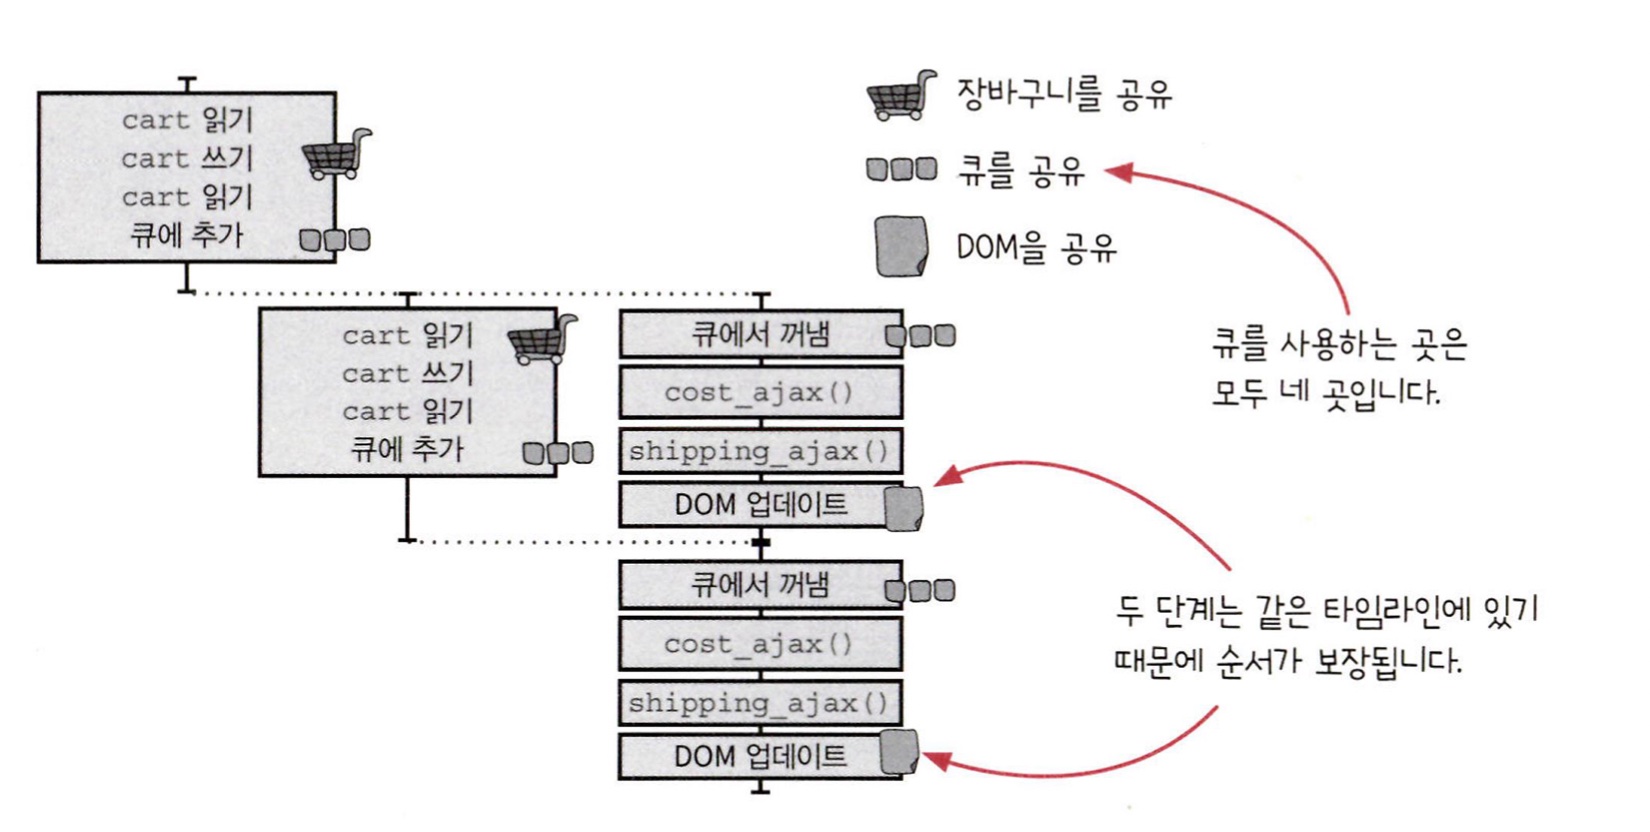 cart 읽기
cart 쓰기
cart 읽기
큐에 추가
장바구니를 공유
큐를 공유
DOM을 공유
큐를 사용하는 곳은
모두 네 곳입니다.
cart 읽기
cart 쓰기
cart 읽기
큐에 추가
큐에서 꺼냄
cost_ajax()
shipping_ajax()
DOM 업데이트
큐에서 꺼냄
cost_ajax()
shipping_ajax()
DOM 업데이트
두 단계는 같은 타임라인에 있기
때문에 순서가 보장됩니다.